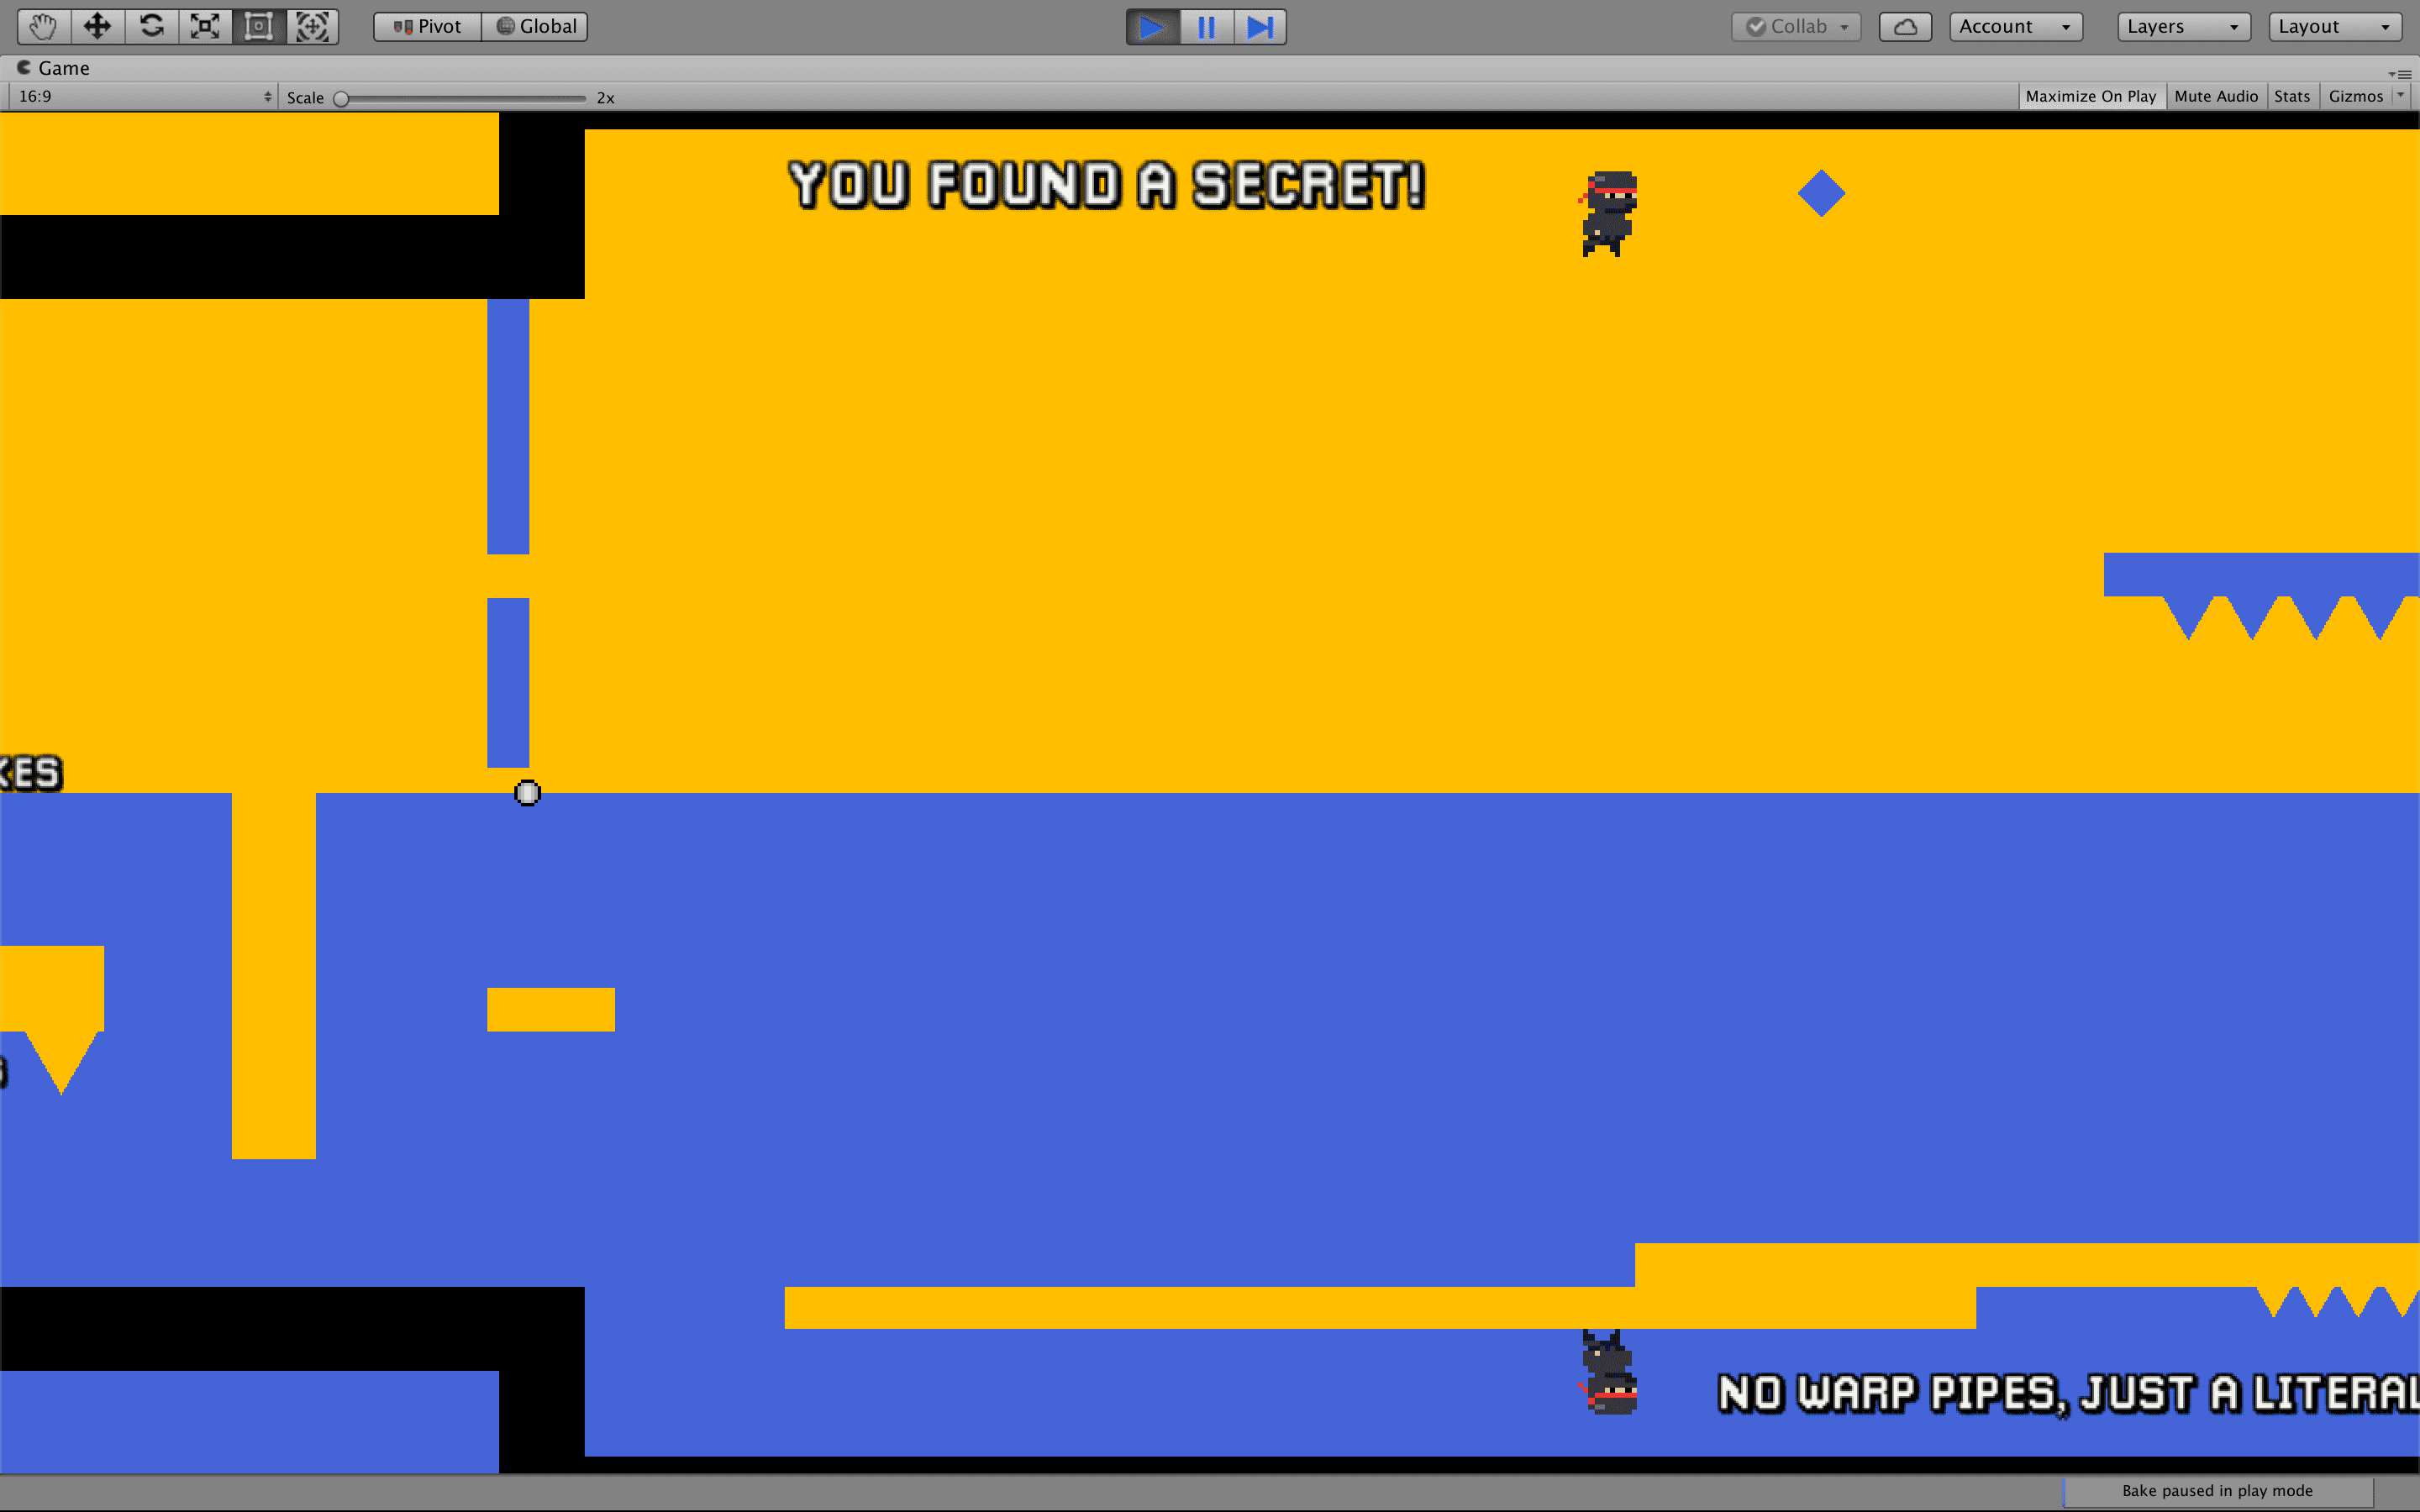 Pivot Global Collab Account Layers Layout
Game
16:9 Scale 2x Maximize On Play Mute Audio Stats Gizmos
YOU FOUND A SECRET!
KES
NO WARP PIPES, JUST A LITERAL
Bake paused in play mode